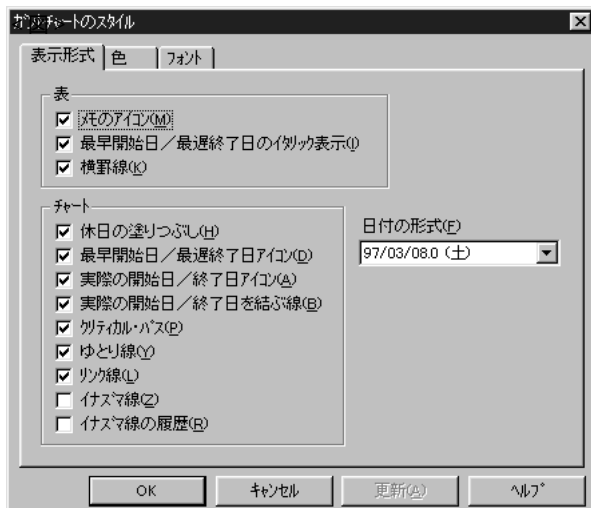 ガントチャートのスタイル
表示形式 色 フォント
表
メモのアイコン(M)
最早開始日／最遅終了日のイタリック表示(I)
横罫線(K)
チャート
休日の塗りつぶし(H)
最早開始日／最遅終了日アイコン(D)
実際の開始日／終了日アイコン(A)
実際の開始日／終了日を結ぶ線(B)
クリティカル・パス(P)
ゆとり線(Y)
リンク線(L)
イナズマ線(Z)
イナズマ線の履歴(R)
日付の形式(F)
97/03/08.0 (土)
OK キャンセル 更新(A) ヘルプ